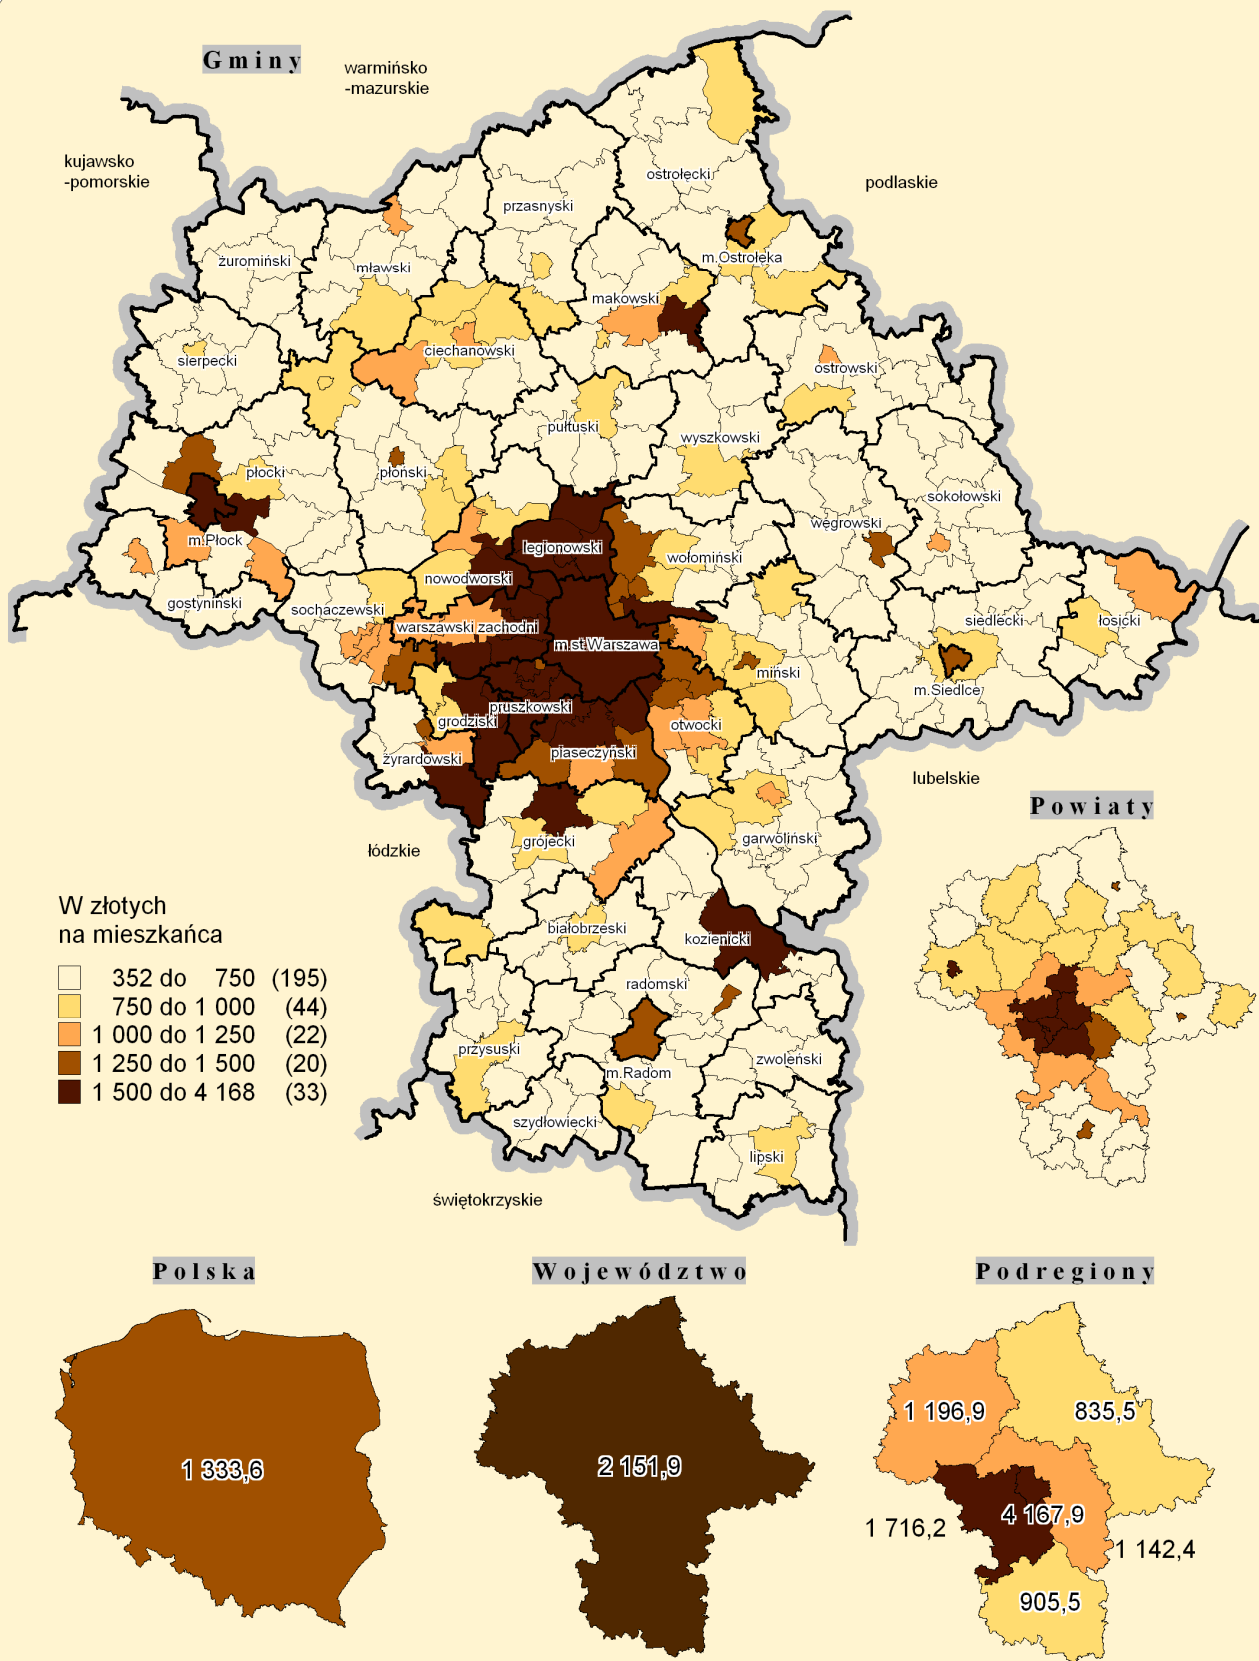 Gminy
warmińsko
-mazurskie
kujawsko
-pomorskie
podlaskie
ostrołęcki
przasnyski
m.Ostrołęka
żuromiński
mławski
makowski
ciechanowski
sierpecki
ostrowski
pułtuski
wyszkowski
płocki
płoński
sokołowski
węgrowski
m.Płock
legionowski
wołomiński
nowodworski
gostyniński
sochaczewski
warszawski zachodni
siedlecki
łosicki
m.st.Warszawa
miński
m.Siedlce
pruszkowski
grodziski
otwocki
piaseczyński
żyrardowski
lubelskie
Powiaty
grójecki
garwoliński
łódzkie
białobrzeski
kozienicki
radomski
przysuski
zwoleński
m.Radom
szydłowiecki
lipski
świętokrzyskie
W złotych
na mieszkańca
352 do 750 (195)
750 do 1 000 (44)
1 000 do 1 250 (22)
1 250 do 1 500 (20)
1 500 do 4 168 (33)
Polska
Województwo
Podregiony
1 333,6
2 151,9
1 196,9
835,5
4 167,9
1 716,2
1 142,4
905,5